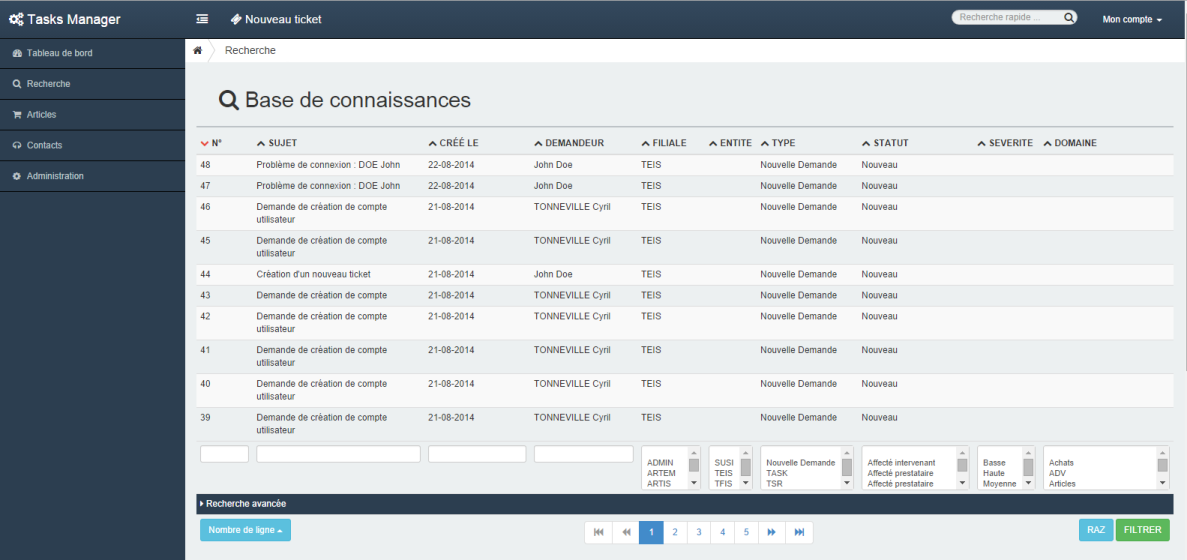 Tasks Manager
Nouveau ticket
Recherche rapide ...
Mon compte
Tableau de bord
Recherche
Articles
Contacts
Administration
Recherche
Base de connaissances
N° SUJET CRÉÉ LE DEMANDEUR FILIALE ENTITE TYPE STATUT SEVERITE DOMAINE
48 Problème de connexion : DOE John 22-08-2014 John Doe TEIS Nouvelle Demande Nouveau
47 Problème de connexion : DOE John 22-08-2014 John Doe TEIS Nouvelle Demande Nouveau
46 Demande de création de compte 21-08-2014 TONNEVILLE Cyril TEIS Nouvelle Demande Nouveau
utilisateur
45 Demande de création de compte 21-08-2014 TONNEVILLE Cyril TEIS Nouvelle Demande Nouveau
utilisateur
44 Création d'un nouveau ticket 21-08-2014 John Doe TEIS Nouvelle Demande Nouveau
43 Demande de création de compte 21-08-2014 TONNEVILLE Cyril TEIS Nouvelle Demande Nouveau
42 Demande de création de compte 21-08-2014 TONNEVILLE Cyril TEIS Nouvelle Demande Nouveau
utilisateur
41 Demande de création de compte 21-08-2014 TONNEVILLE Cyril TEIS Nouvelle Demande Nouveau
utilisateur
40 Demande de création de compte 21-08-2014 TONNEVILLE Cyril TEIS Nouvelle Demande Nouveau
utilisateur
39 Demande de création de compte 21-08-2014 TONNEVILLE Cyril TEIS Nouvelle Demande Nouveau
utilisateur
ADMIN SUSI Nouvelle Demande Affecté intervenant Basse Achats
ARTEM TEIS TASK Affecté prestataire Haute ADV
ARTIS TFIS TSR Affecté prestataire Moyenne Articles
Recherche avancée
Nombre de ligne
1 2 3 4 5
RAZ FILTRER